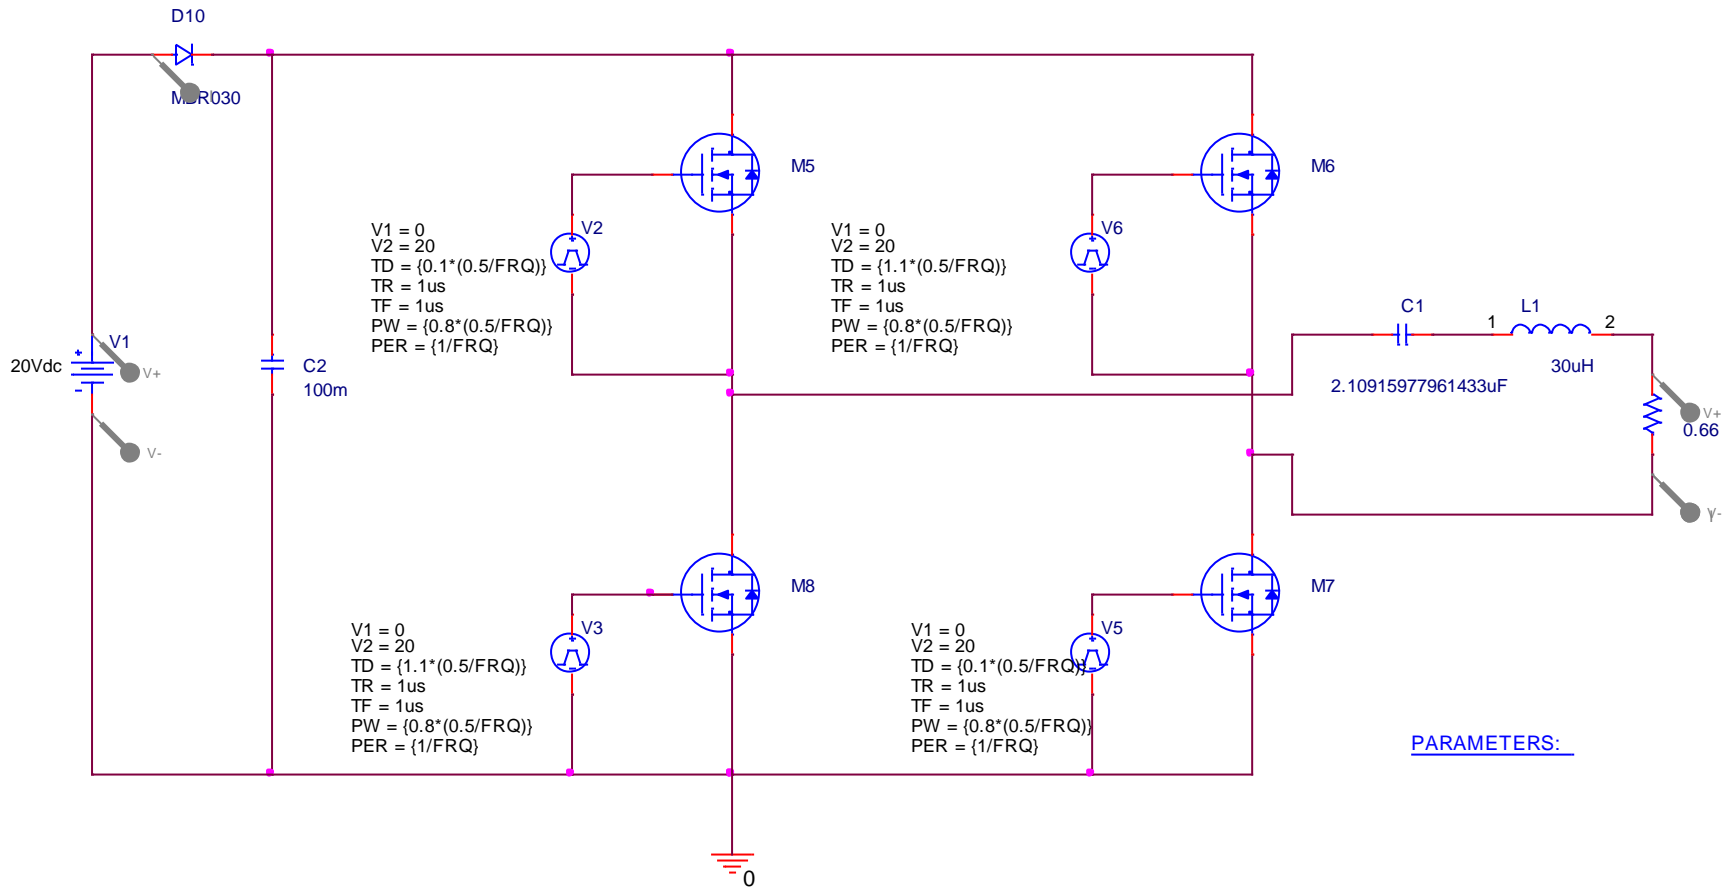 D10
MBR030
V1 = 0
V2 = 20
TD = {0.1*(0.5/FRQ)}
TR = 1us
TF = 1us
PW = {0.8*(0.5/FRQ)}
PER = {1/FRQ}
V2
M5
V1 = 0
V2 = 20
TD = {1.1*(0.5/FRQ)}
TR = 1us
TF = 1us
PW = {0.8*(0.5/FRQ)}
PER = {1/FRQ}
V6
M6
20Vdc
V1
V+
V-
C2
100m
C1
2.10915977961433uF
1
L1
2
30uH
V+
0.66
V-
V1 = 0
V2 = 20
TD = {1.1*(0.5/FRQ)}
TR = 1us
TF = 1us
PW = {0.8*(0.5/FRQ)}
PER = {1/FRQ}
V3
M8
V1 = 0
V2 = 20
TD = {0.1*(0.5/FRQ)}
TR = 1us
TF = 1us
PW = {0.8*(0.5/FRQ)}
PER = {1/FRQ}
V5
M7
PARAMETERS:
0